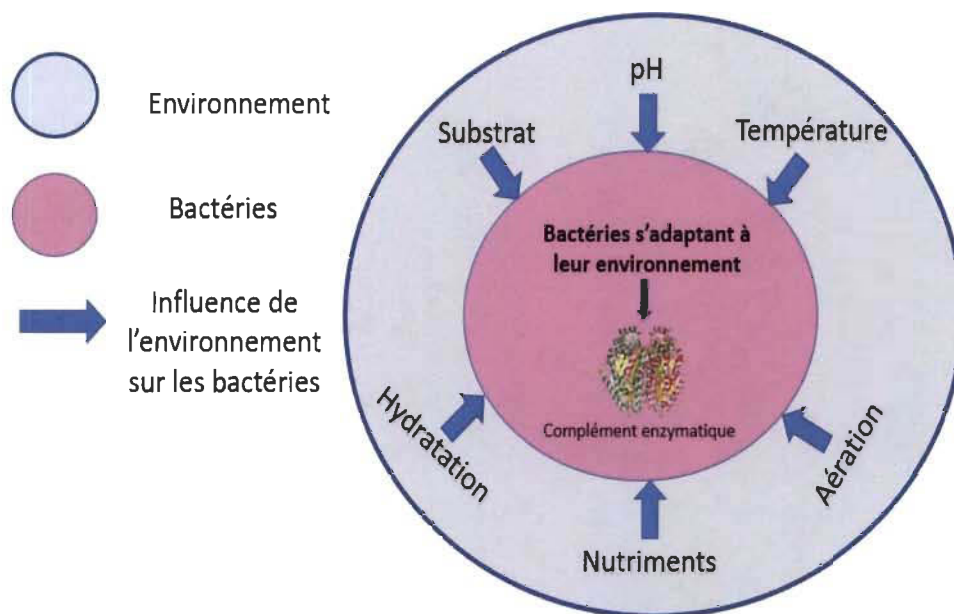 Environnement
Bactéries
Influence de
l'environnement
sur les bactéries
pH
Substrat
Température
Bactéries s'adaptant à
leur environnement
Complément enzymatique
Hydratation
Aération
Nutriments